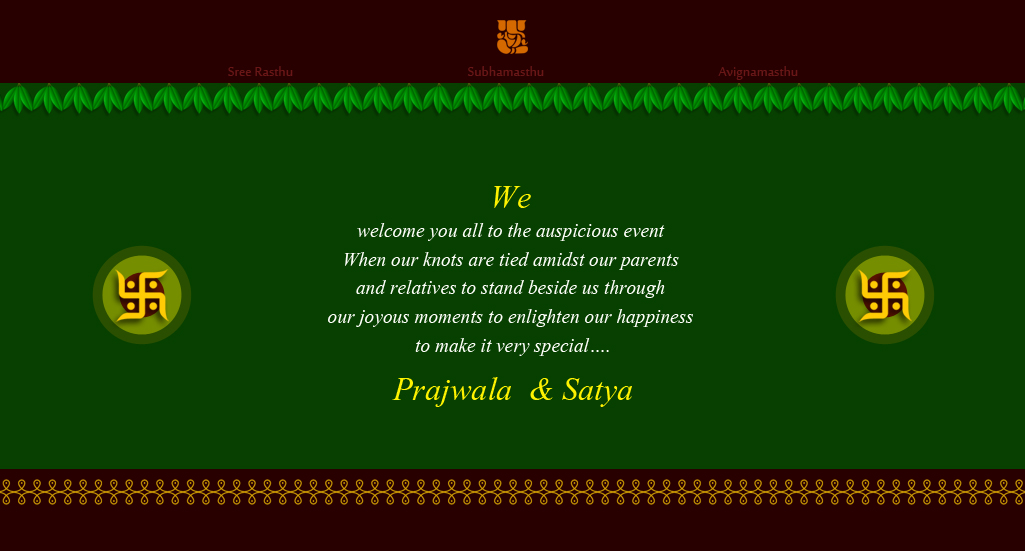 Sree Rasthu Subhamasthu Avignamasthu
We
welcome you all to the auspicious event
When our knots are tied amidst our parents
and relatives to stand beside us through
our joyous moments to enlighten our happiness
to make it very special....
Prajwala & Satya